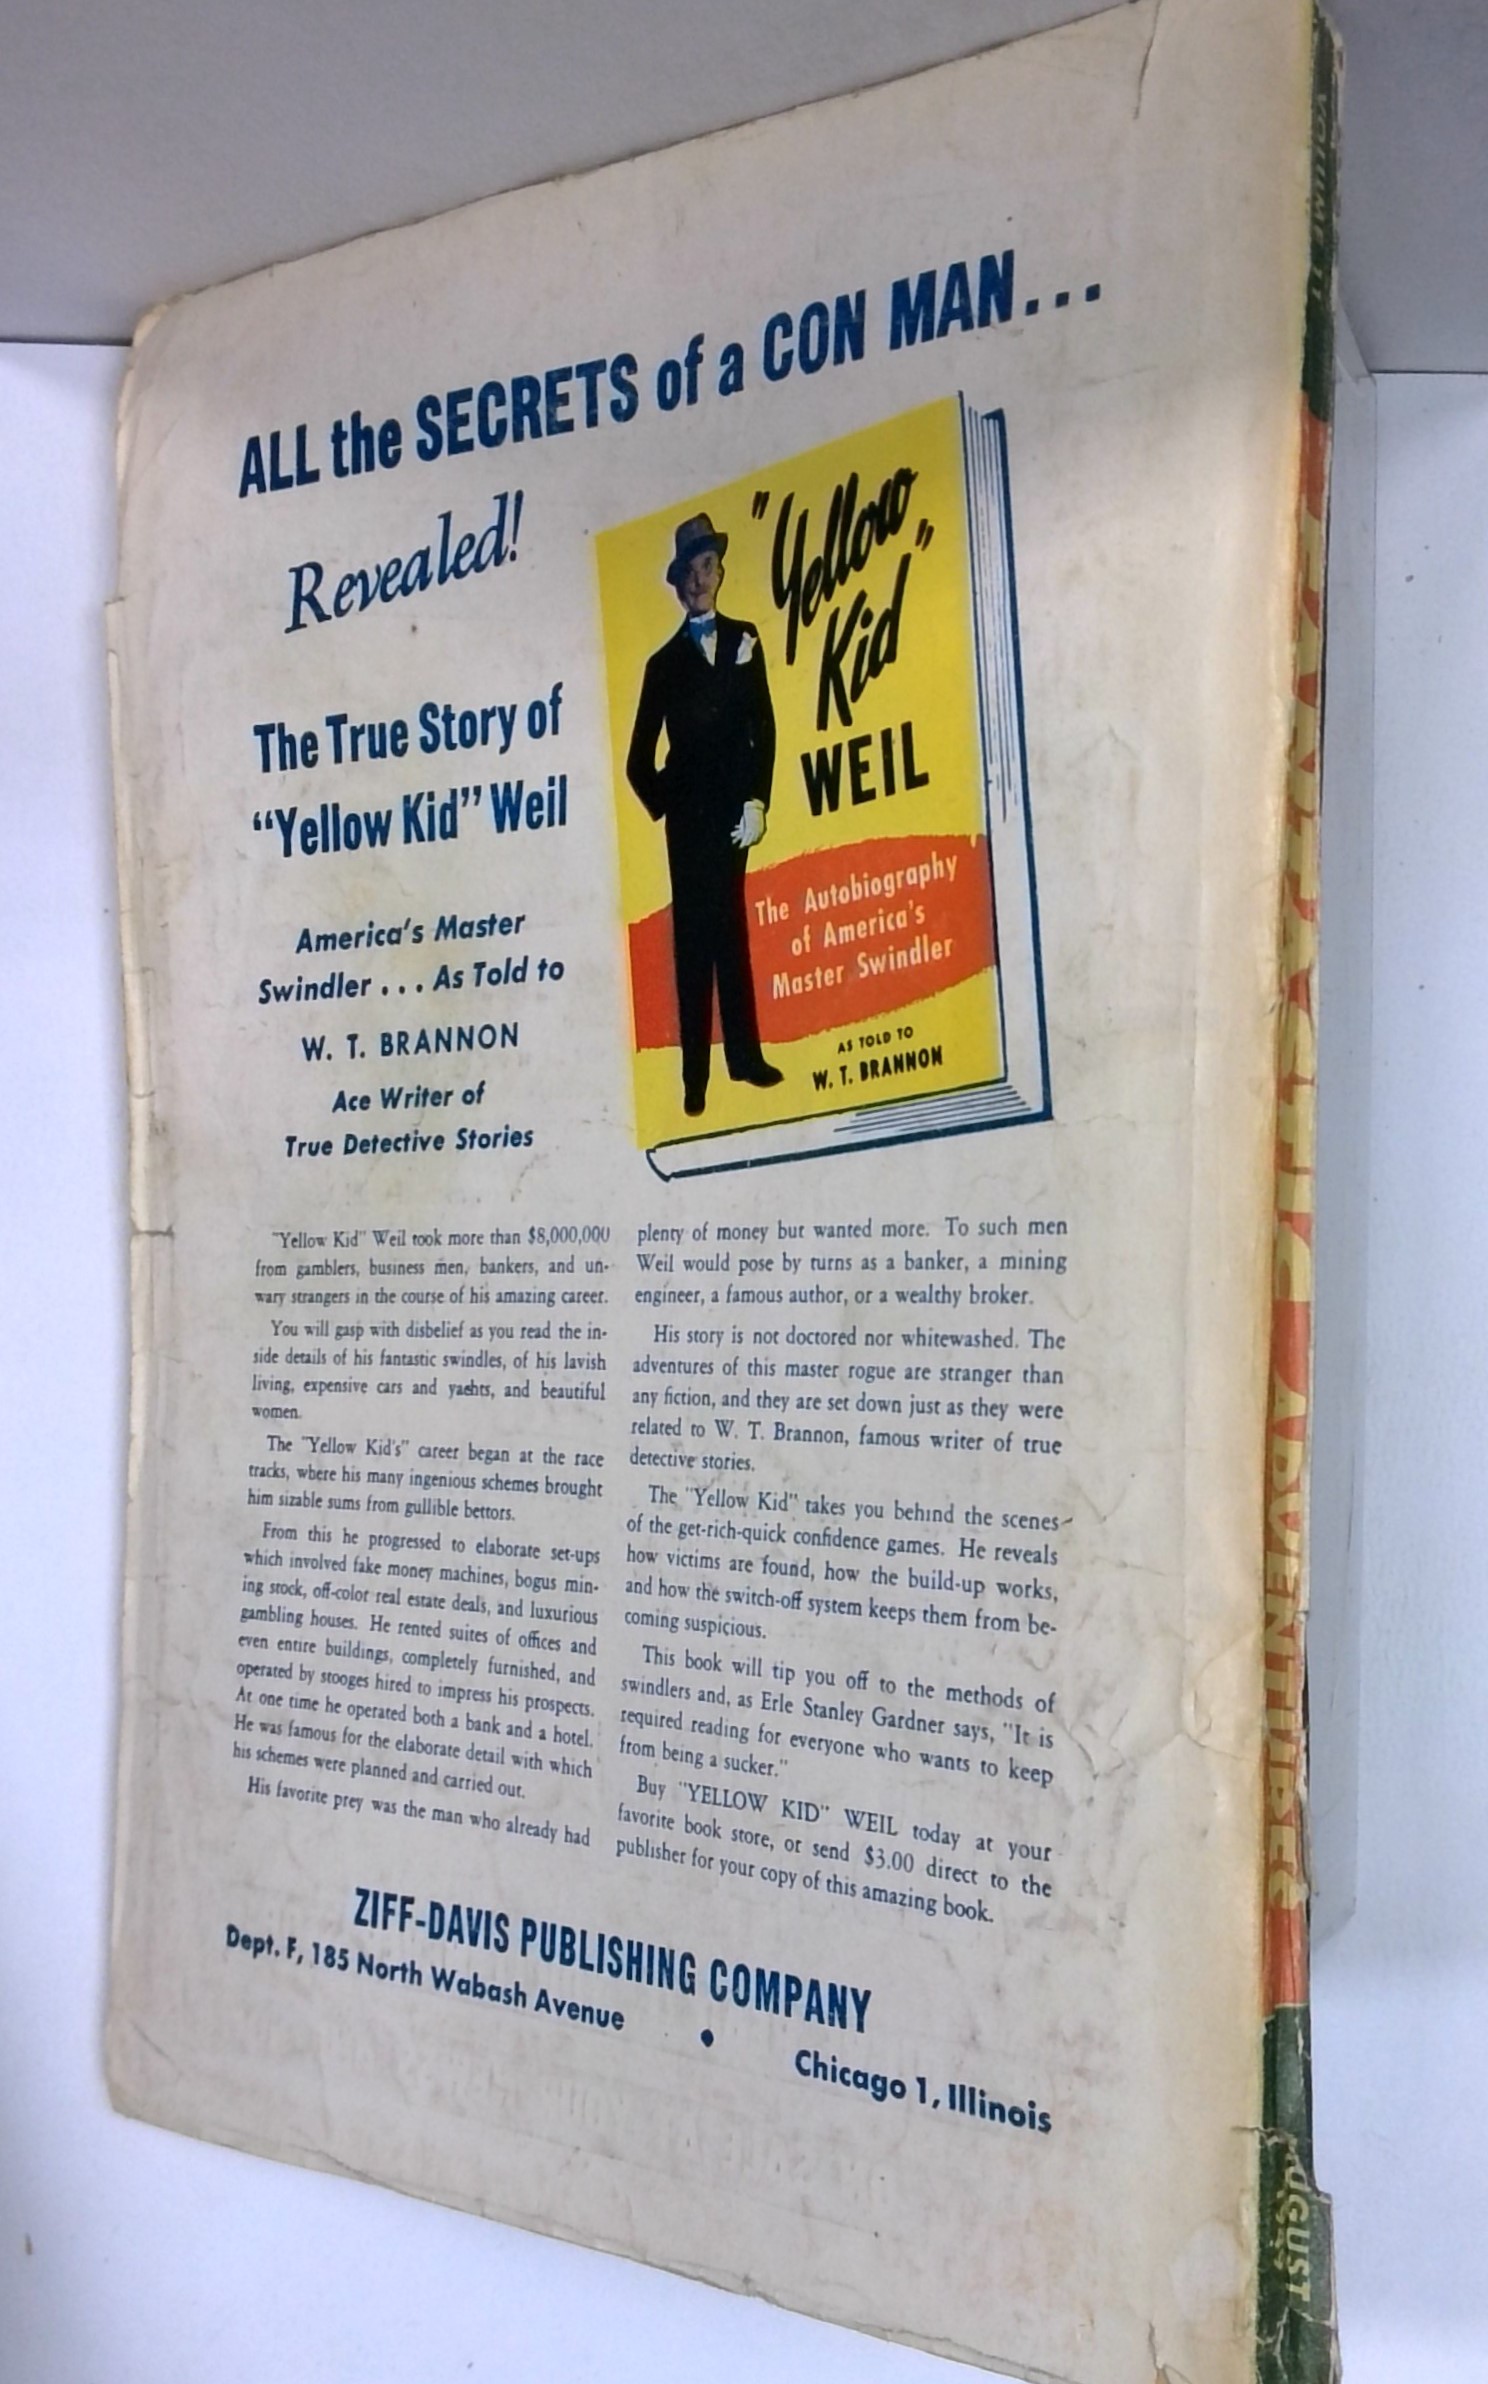 ALL the SECRETS of a CON MAN...
Revealed!
The True Story of
"Yellow Kid" Weil
America's Master
Swindler . . . As Told to
W. T. BRANNON
Ace Writer of
True Detective Stories
"Yellow
Kid"
WEIL
The Autobiography
of America's
Master Swindler
AS TOLD TO
W. T. BRANNON
"Yellow Kid" Weil took more than $8,000,000
from gamblers, business men, bankers, and un-
wary strangers in the course of his amazing career.
You will gasp with disbelief as you read the in-
side details of his fantastic swindles, of his lavish
living, expensive cars and yachts, and beautiful
women.
The "Yellow Kid's" career began at the race
tracks, where his many ingenious schemes brought
him sizable sums from gullible bettors.
From this he progressed to elaborate set-ups
which involved fake money machines, bogus min-
ing stock, off-color real estate deals, and luxurious
gambling houses. He rented suites of offices and
even entire buildings, completely furnished, and
operated by stooges hired to impress his prospects.
At one time he operated both a bank and a hotel.
He was famous for the elaborate detail with which
his schemes were planned and carried out.
His favorite prey was the man who already had
plenty of money but wanted more. To such men
Weil would pose by turns as a banker, a mining
engineer, a famous author, or a wealthy broker.
His story is not doctored nor whitewashed. The
adventures of this master rogue are stranger than
any fiction, and they are set down just as they were
related to W. T. Brannon, famous writer of true
detective stories.
The "Yellow Kid" takes you behind the scenes
of the get-rich-quick confidence games. He reveals
how victims are found, how the build-up works,
and how the switch-off system keeps them from be-
coming suspicious.
This book will tip you off to the methods of
swindlers and, as Erle Stanley Gardner says, "It is
required reading for everyone who wants to keep
from being a sucker."
Buy "YELLOW KID" WEIL today at your
favorite book store, or send $3.00 direct to the
publisher for your copy of this amazing book.
ZIFF-DAVIS PUBLISHING COMPANY
Dept. F, 185 North Wabash Avenue • Chicago 1, Illinois
VOLUME
FANTASTIC ADVENTURES
AUGUST